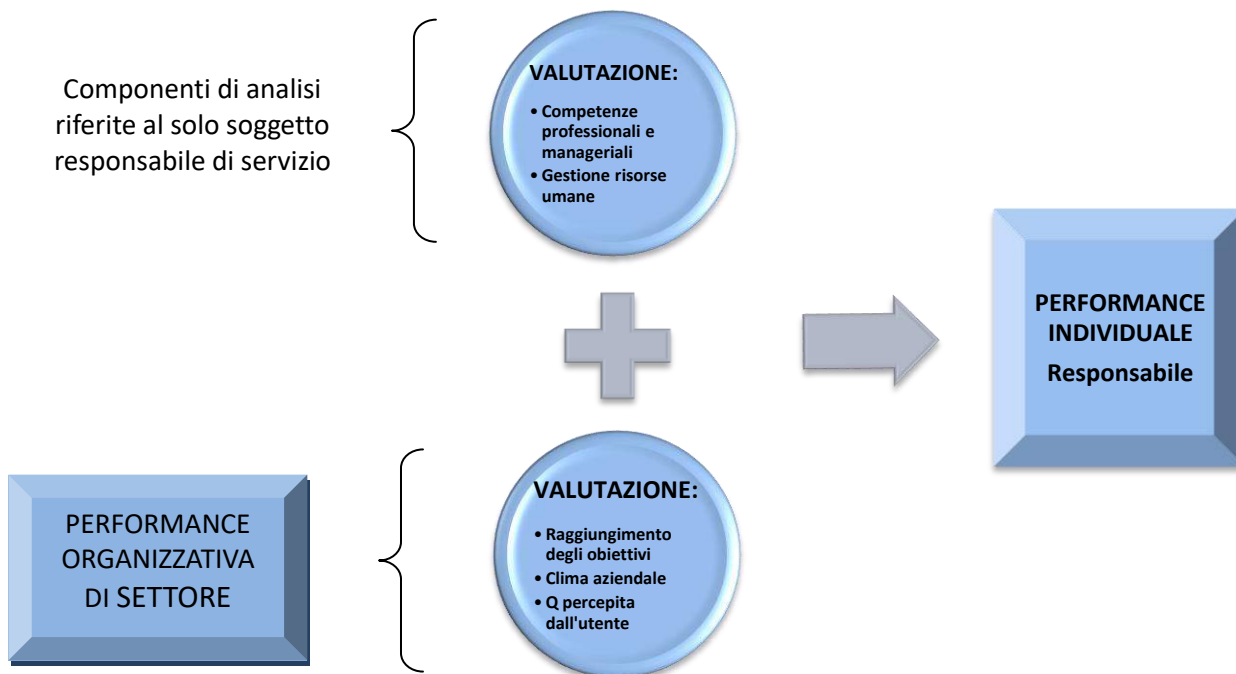 Componenti di analisi
riferite al solo soggetto
responsabile di servizio
VALUTAZIONE:
• Competenze
professionali e
manageriali
• Gestione risorse
umane
PERFORMANCE
INDIVIDUALE
Responsabile
PERFORMANCE
ORGANIZZATIVA
DI SETTORE
VALUTAZIONE:
• Raggiungimento
degli obiettivi
• Clima aziendale
• Q percepita
dall'utente